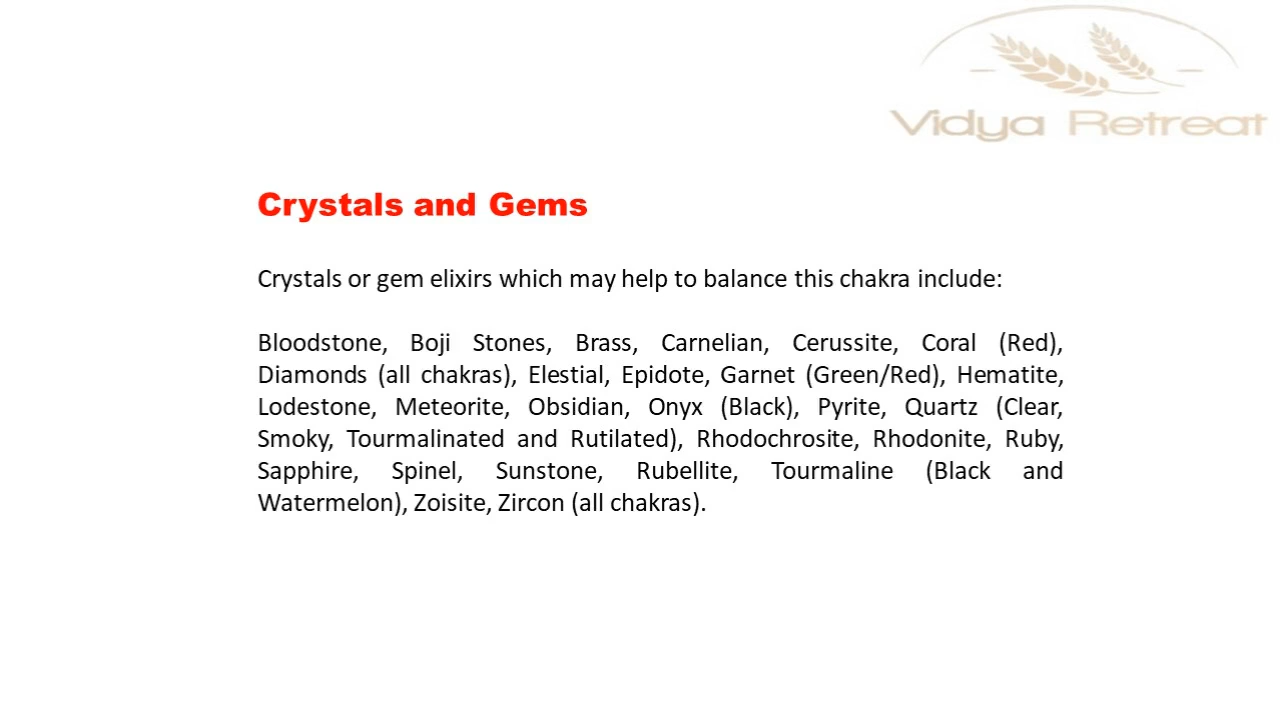 Vidya Retreat
Crystals and Gems
Crystals or gem elixirs which may help to balance this chakra include:
Bloodstone, Boji Stones, Brass, Carnelian, Cerussite, Coral (Red),
Diamonds (all chakras), Elestial, Epidote, Garnet (Green/Red), Hematite,
Lodestone, Meteorite, Obsidian, Onyx (Black), Pyrite, Quartz (Clear,
Smoky, Tourmalinated and Rutilated), Rhodochrosite, Rhodonite, Ruby,
Sapphire, Spinel, Sunstone, Rubellite, Tourmaline (Black and
Watermelon), Zoisite, Zircon (all chakras).